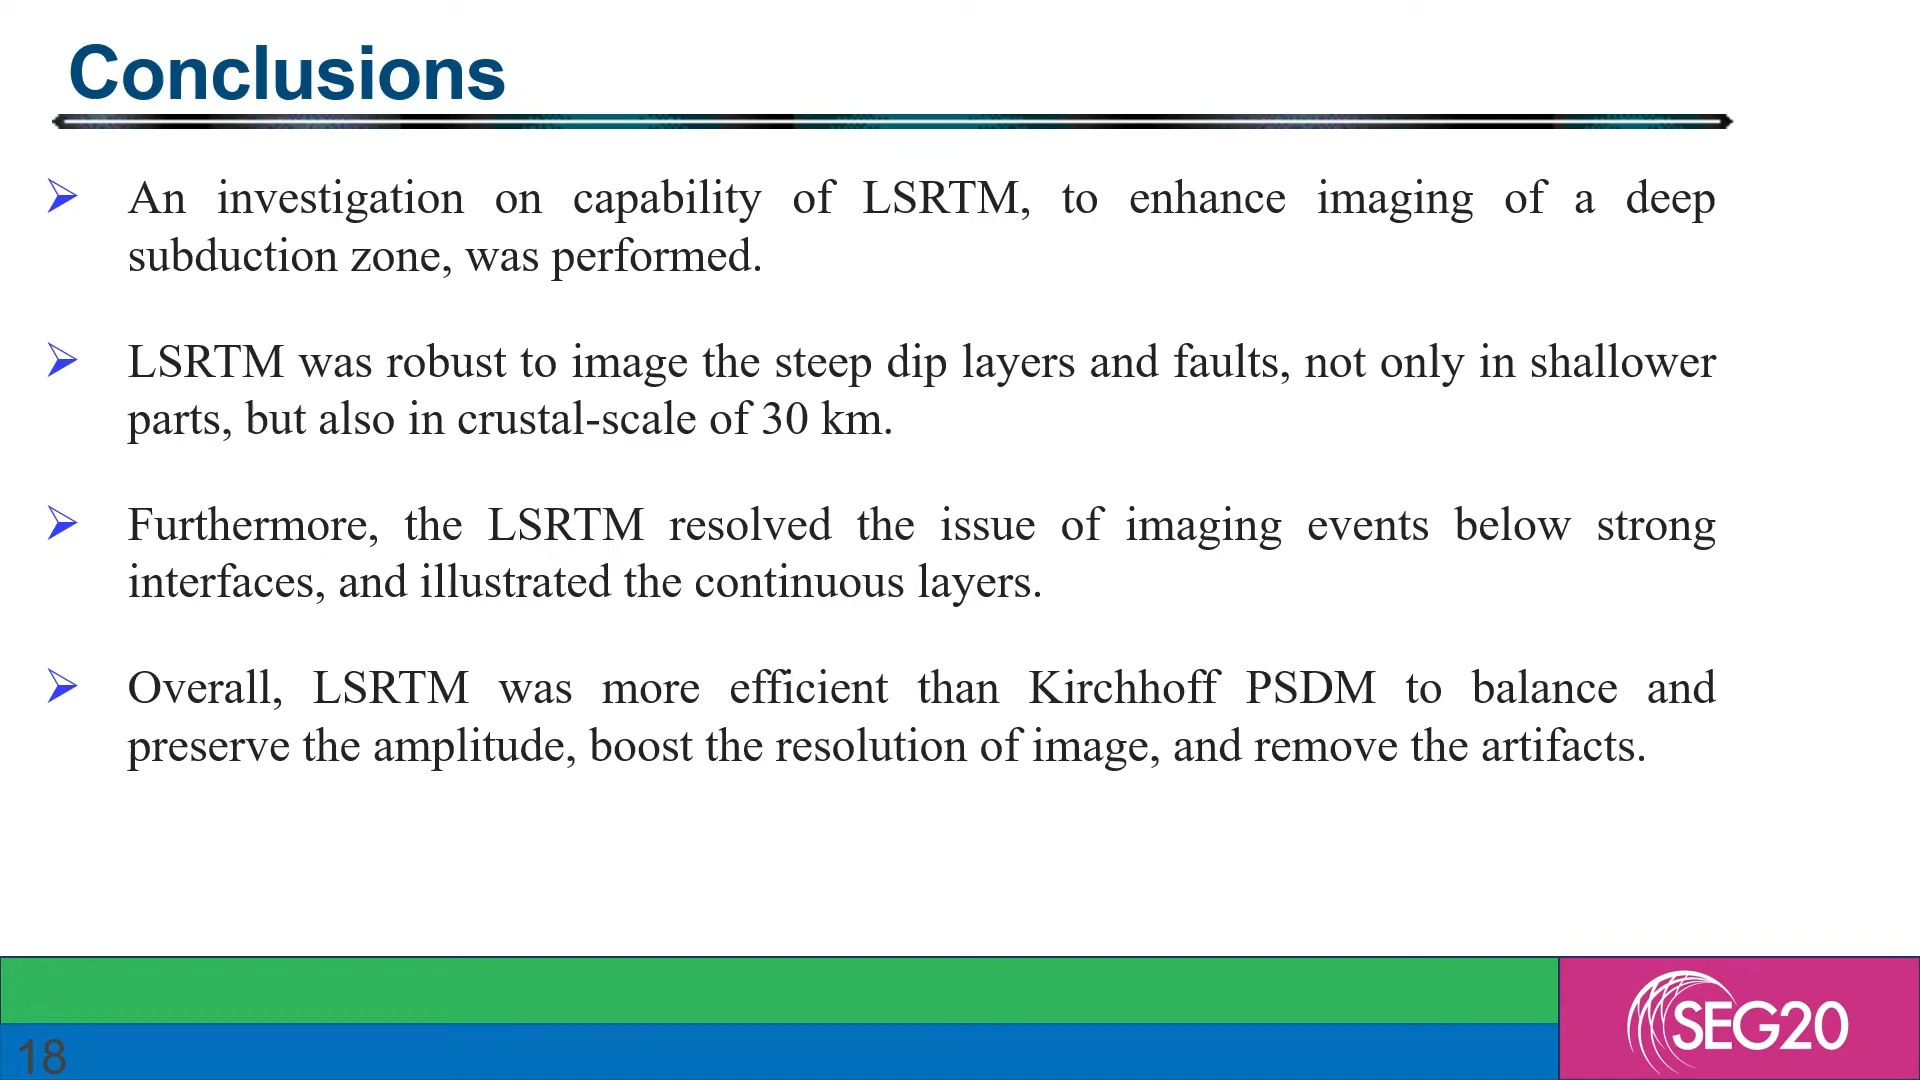 Conclusions
An investigation on capability of LSRTM, to enhance imaging of a deep
subduction zone, was performed.
LSRTM was robust to image the steep dip layers and faults, not only in shallower
parts, but also in crustal-scale of 30 km.
Furthermore, the LSRTM resolved the issue of imaging events below strong
interfaces, and illustrated the continuous layers.
Overall, LSRTM was more efficient than Kirchhoff PSDM to balance and
preserve the amplitude, boost the resolution of image, and remove the artifacts.
SEG20
18